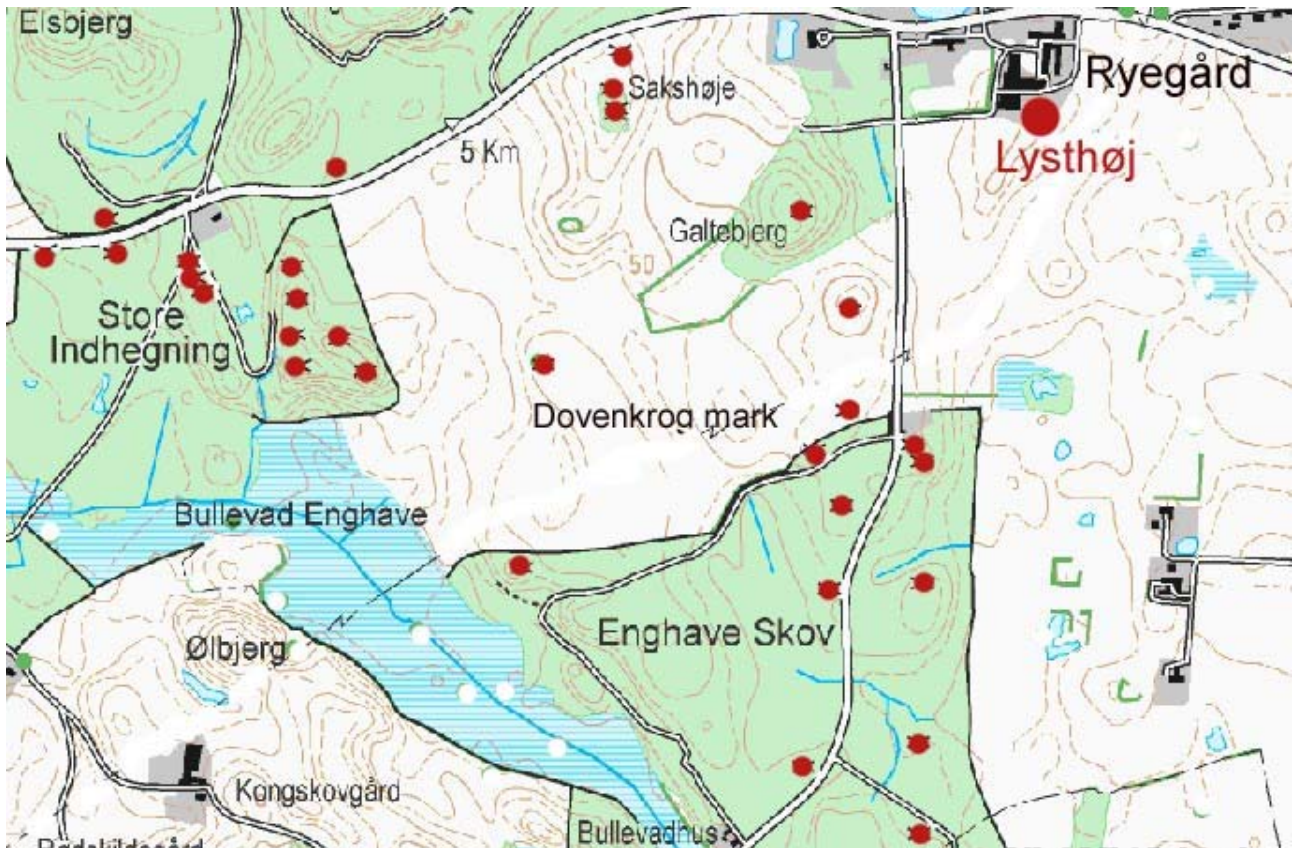 Elsbjerg
Sakshøje
Ryegård
5 Km
Lysthøj
Galtebjerg
50
Store
Indhegning
Dovenkrog mark
Bullevad Enghave
Ølbjerg
Enghave Skov
Kongskovgård
Bullevadhus